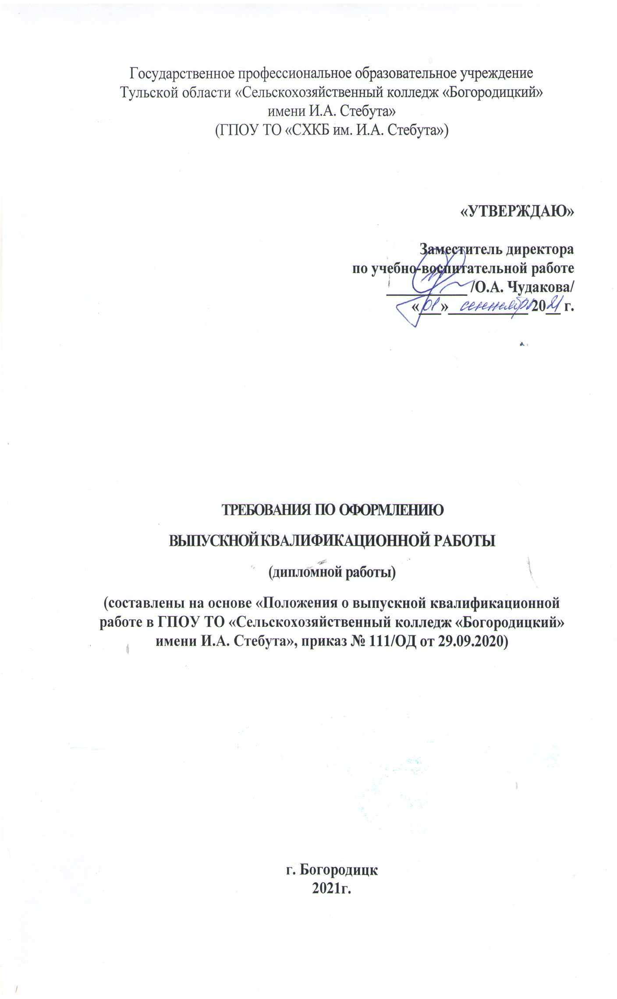 Государственное профессиональное образовательное учреждение
Тульской области «Сельскохозяйственный колледж «Богородицкий»
имени И.А. Стебута»
(ГПОУ ТО «СХКБ им. И.А. Стебута»)
«УТВЕРЖДАЮ»
Заместитель директора
по учебно-воспитательной работе
/О.А. Чудакова/
«01» сентября 2021 г.
ТРЕБОВАНИЯ ПО ОФОРМЛЕНИЮ
ВЫПУСКНОЙ КВАЛИФИКАЦИОННОЙ РАБОТЫ
(дипломной работы)
(составлены на основе «Положения о выпускной квалификационной
работе в ГПОУ ТО «Сельскохозяйственный колледж «Богородицкий»
имени И.А. Стебута», приказ № 111/ОД от 29.09.2020)
г. Богородицк
2021г.